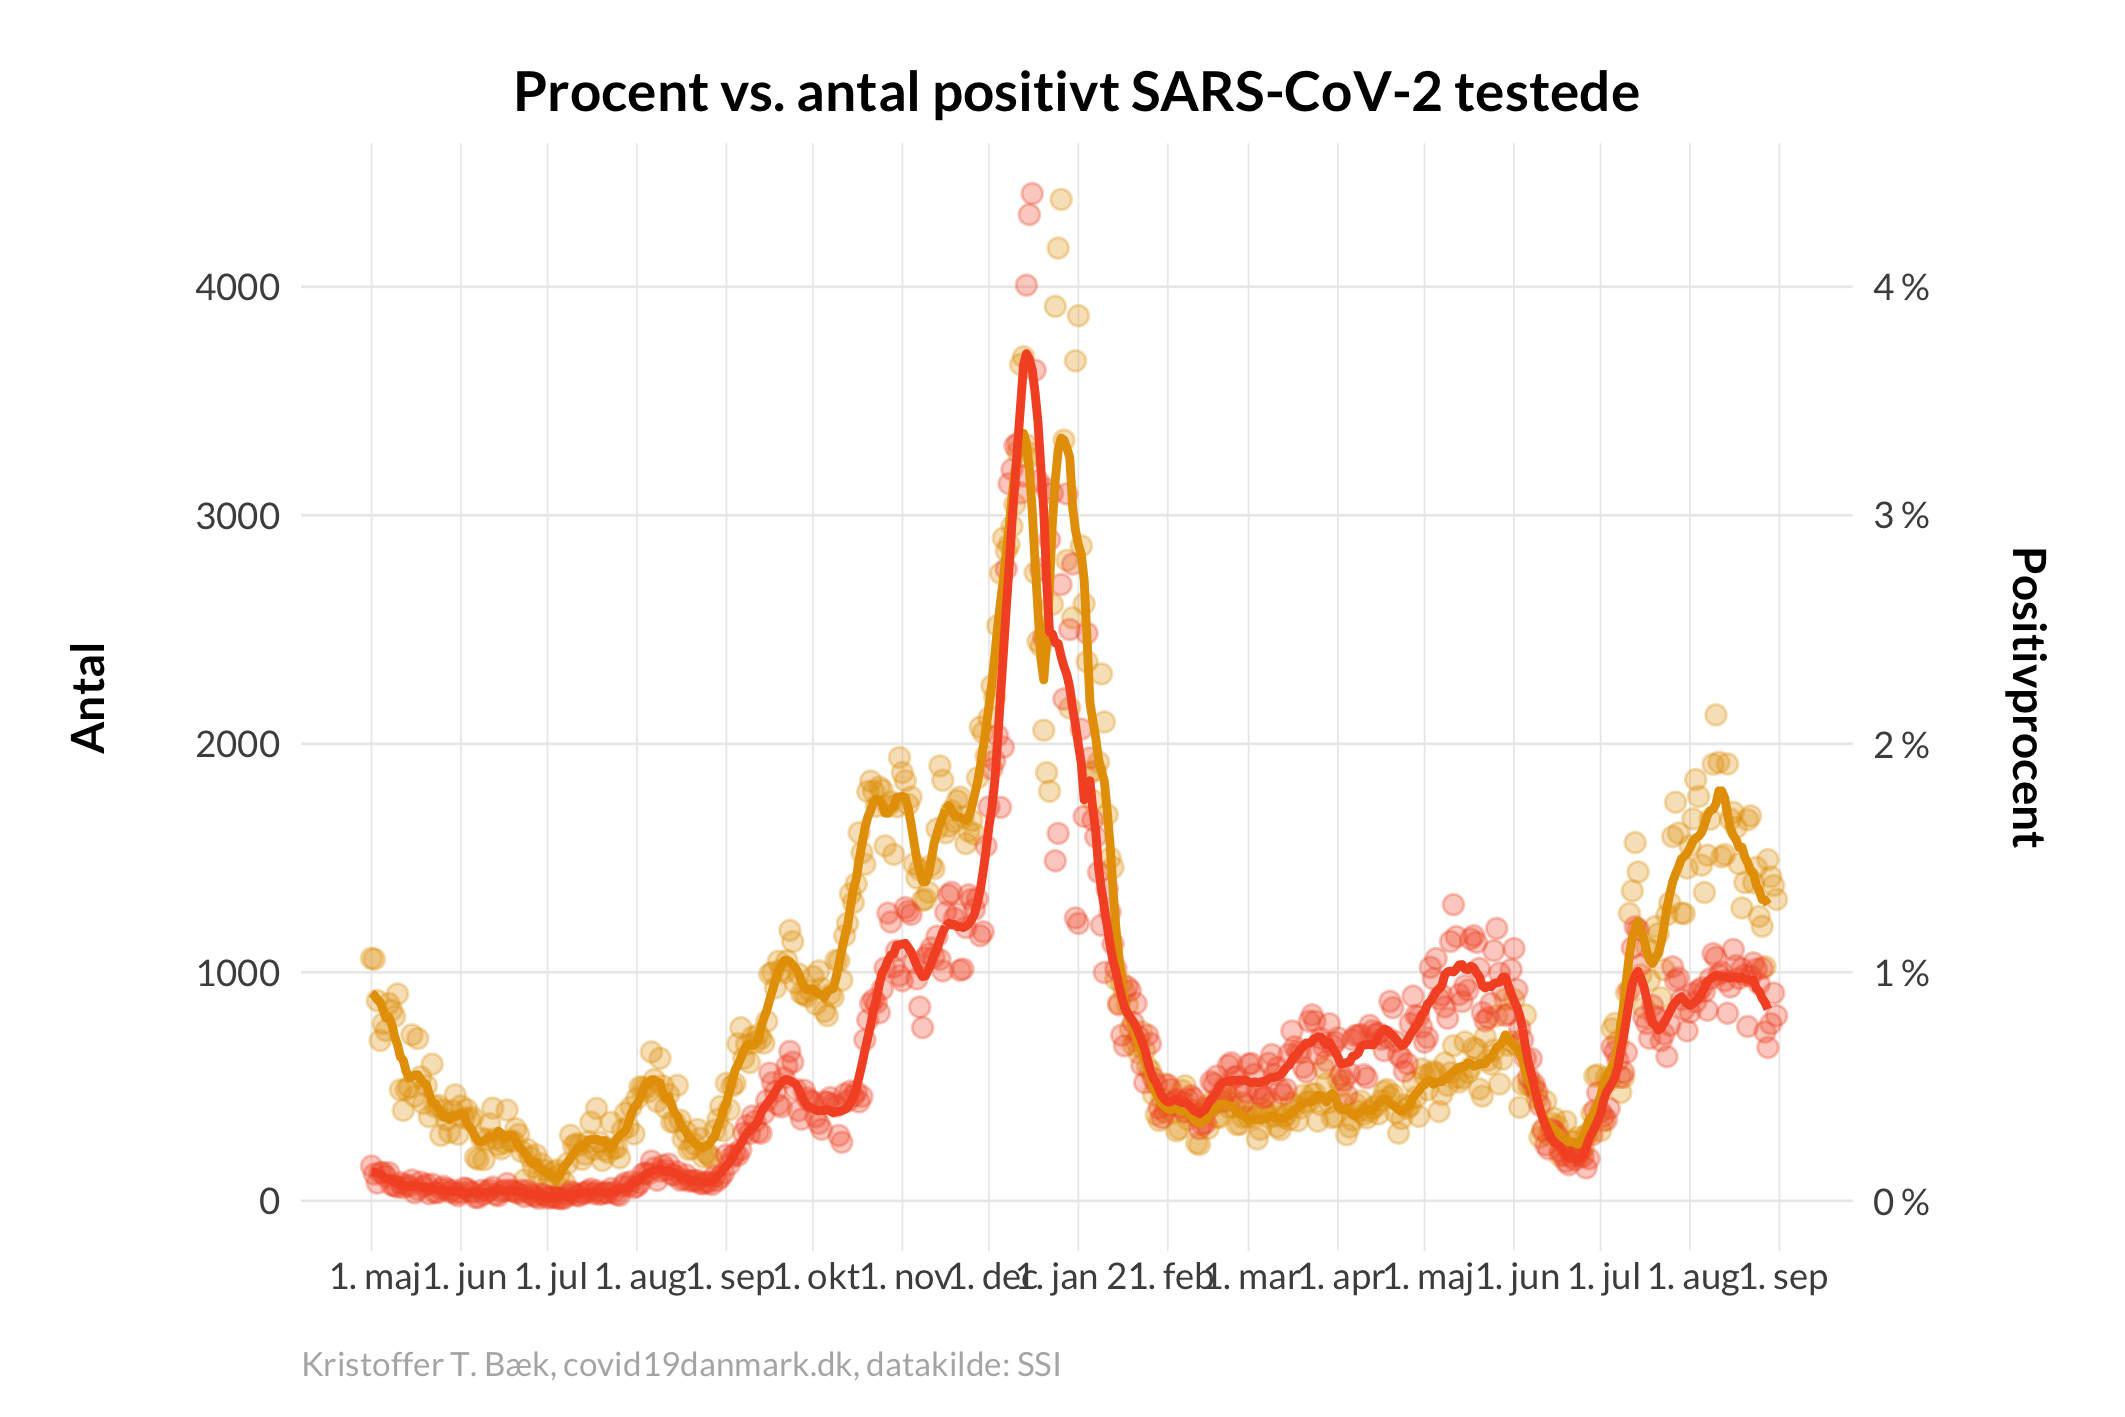 Procent vs. antal positivt SARS-CoV-2 testede
4000
3000
2000
1000
0
Antal
4 %
3 %
2 %
1 %
0 %
Positivprocent
1. maj 1. jun 1. jul 1. aug 1. sep 1. okt 1. nov 1. dec 1. jan 21 1. feb 1. mar 1. apr 1. maj 1. jun 1. jul 1. aug 1. sep
Kristoffer T. Bæk, covid19danmark.dk, datakilde: SSI